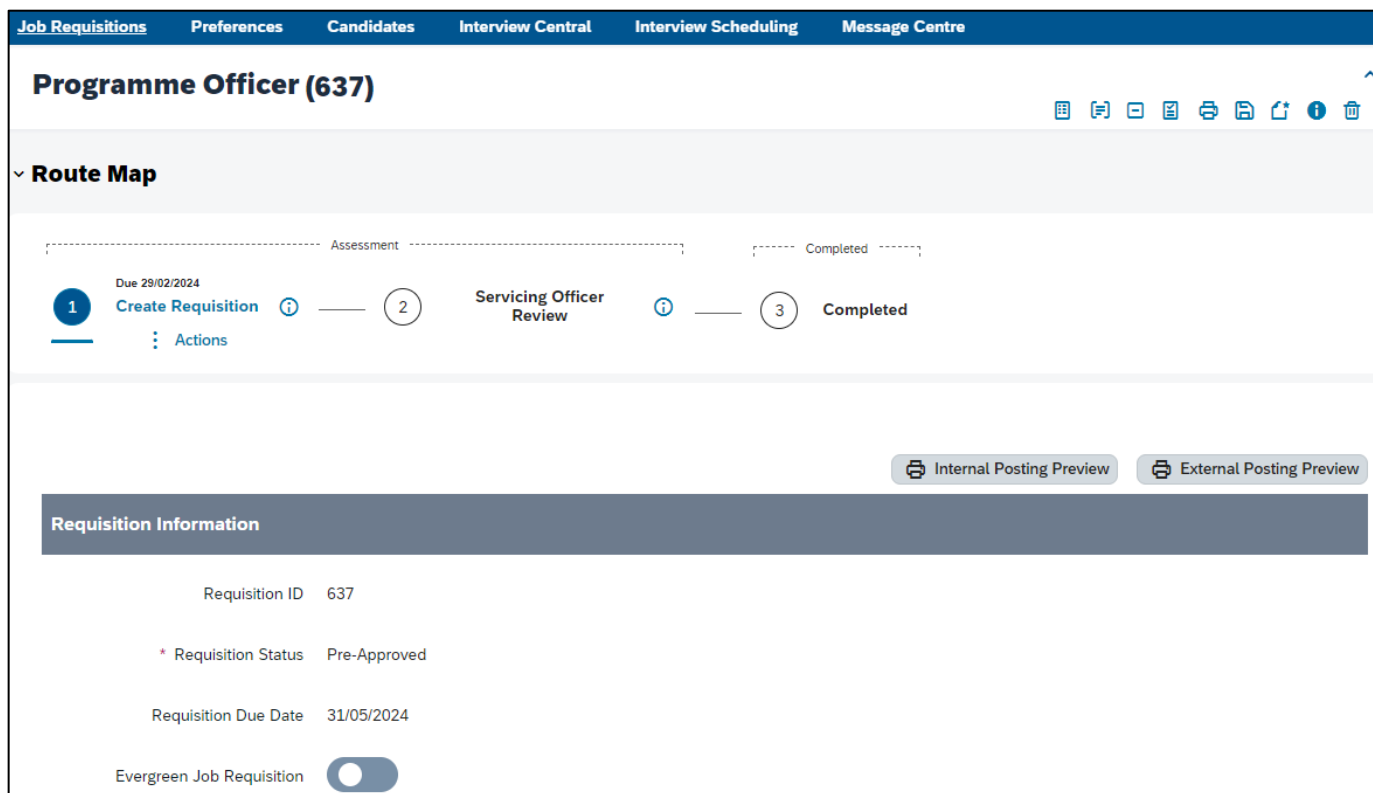 Job Requisitions Preferences Candidates Interview Central Interview Scheduling Message Centre
Programme Officer (637)
Route Map
Assessment Completed
Due 29/02/2024
1 Create Requisition 2 Servicing Officer Review 3 Completed
Actions
Internal Posting Preview External Posting Preview
Requisition Information
Requisition ID 637
* Requisition Status Pre-Approved
Requisition Due Date 31/05/2024
Evergreen Job Requisition